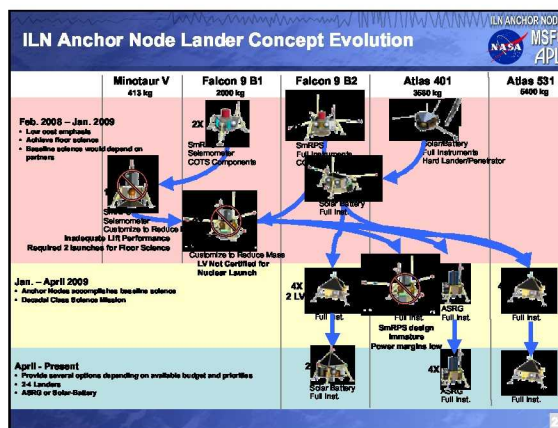 ILN ANCHOR NOD
ILN Anchor Node Lander Concept Evolution
NASA
MSF
APL
Minotaur V
413 kg
Falcon 9 B1
2000 kg
Falcon 9 B2
Atlas 401
3580 kg
Atlas 531
5400 kg
Feb. 2008 – Jan. 2009
• Low cost emphasis
• Achieve floor science
• Baseline science would depend on
partners
2X
Seismometer
COTS Components
SmRPS
Full Instruments
Solar/Battery
Full Instruments
Hard Lander/Penetrator
Seismometer
Customize to Reduce
Inadequate Lift Performance
Required 2 launches for Floor Science
Customize to Reduce Mass
LV Not Certified for
Nuclear Launch
Solar Battery
Full Inst.
Jan. – April 2009
• Anchor Nodes accomplishes baseline science
• Decadal Class Science Mission
4X
2 LV
Full Inst.
Full Inst.
SmRPS design
Immature
Power margins low
ASRG
Full Inst.
Full Inst.
April - Present
• Provide several options depending on available budget and priorities
• 2-4 Landers
• ASRG or Solar-Battery
Solar Battery
Full Inst.
4X
ASRG
Full Inst.
Full Inst.